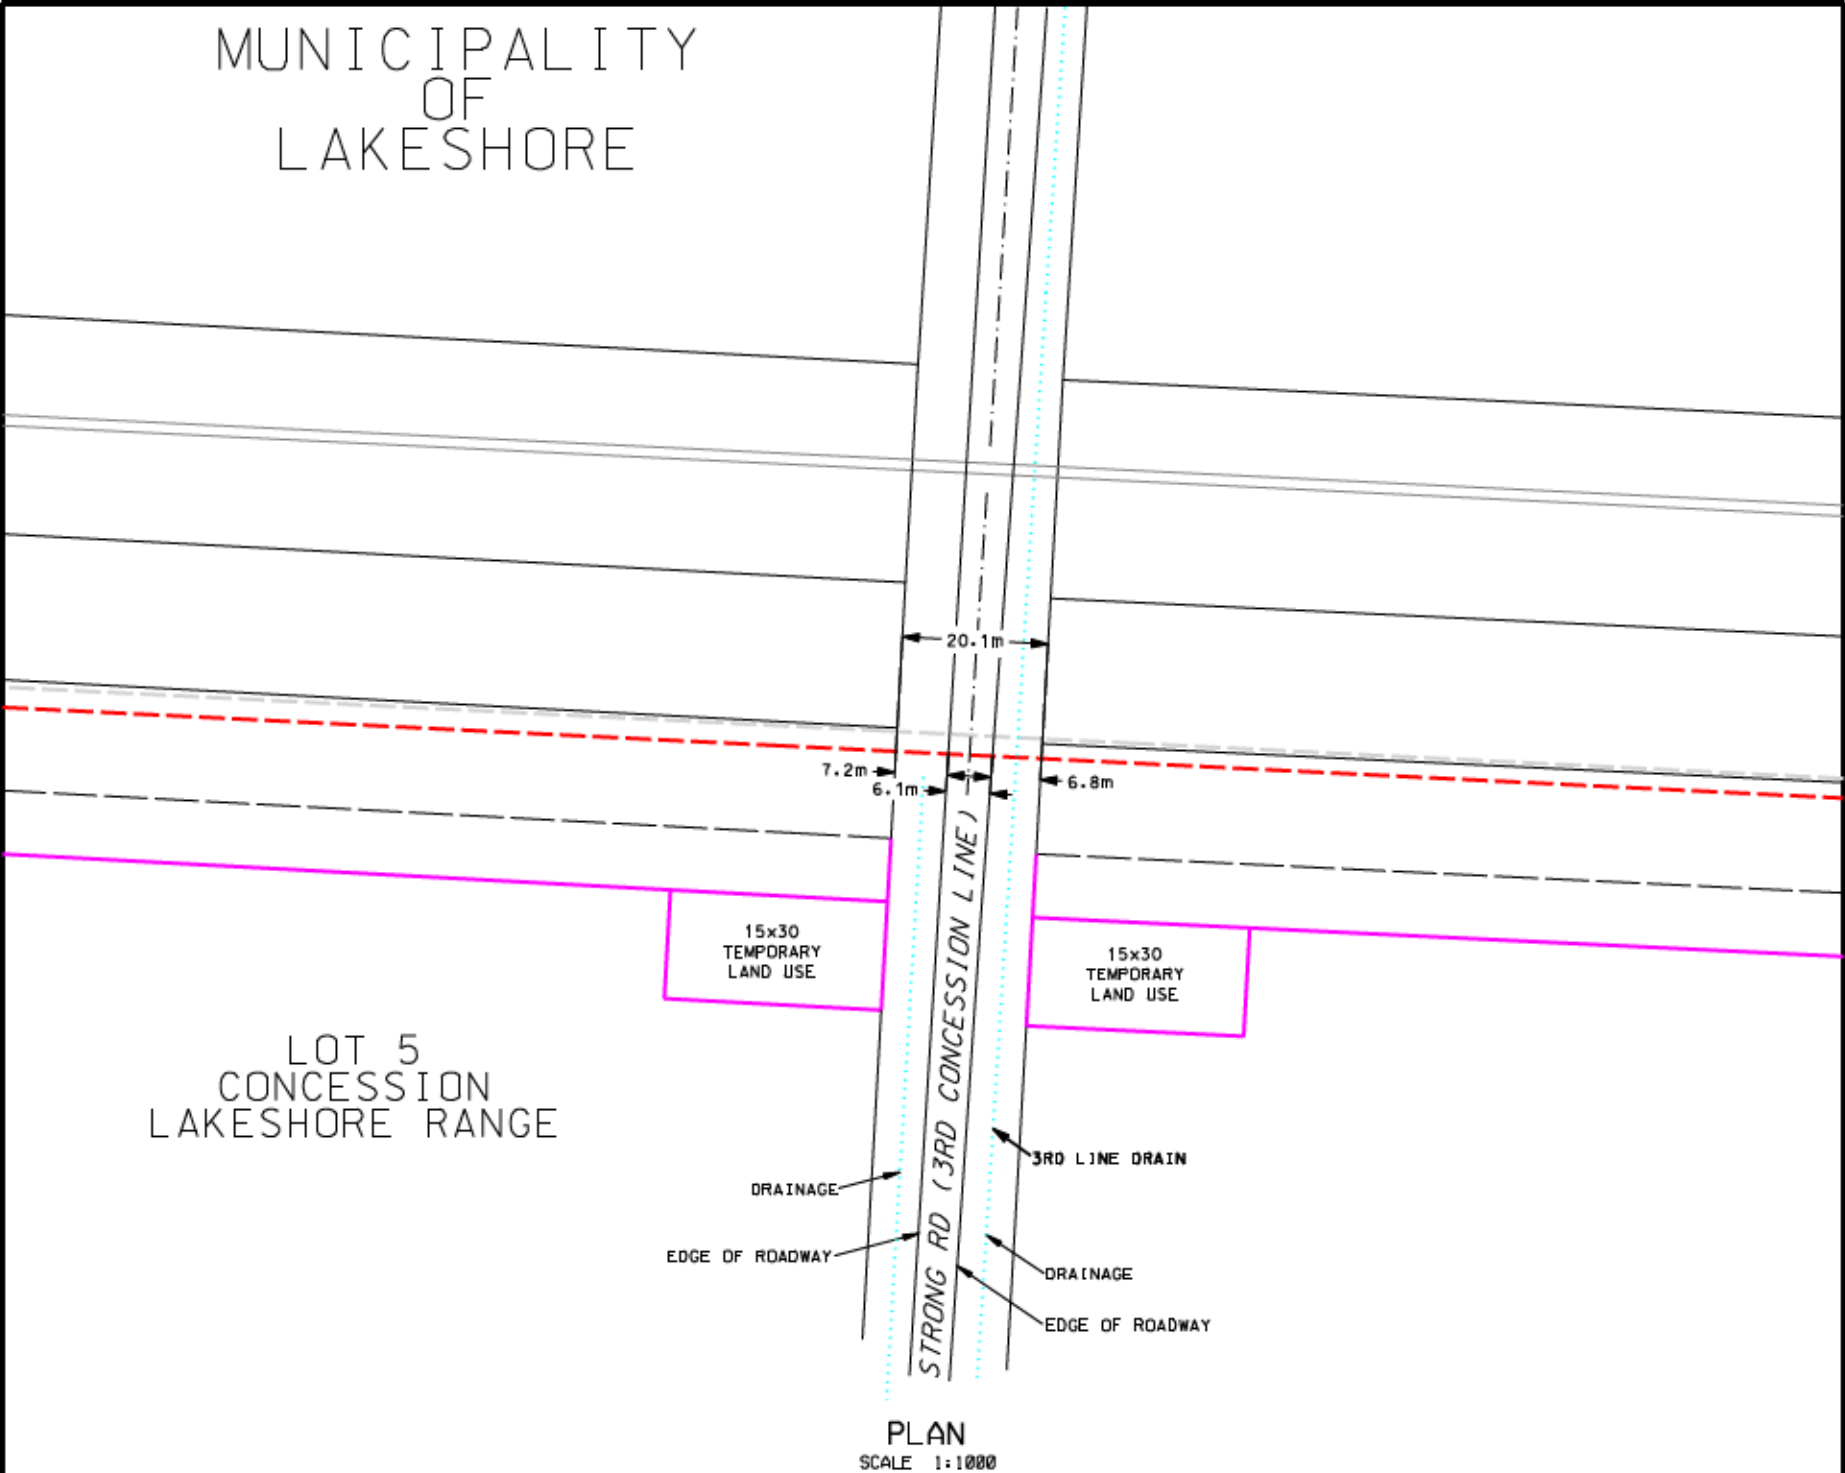 MUNICIPALITY
OF
LAKESHORE
20.1m
7.2m
6.1m
6.8m
STRONG RD (3RD CONCESSION LINE)
15x30
TEMPORARY
LAND USE
15x30
TEMPORARY
LAND USE
LOT 5
CONCESSION
LAKESHORE RANGE
3RD LINE DRAIN
DRAINAGE
EDGE OF ROADWAY
DRAINAGE
EDGE OF ROADWAY
PLAN
SCALE 1:1000